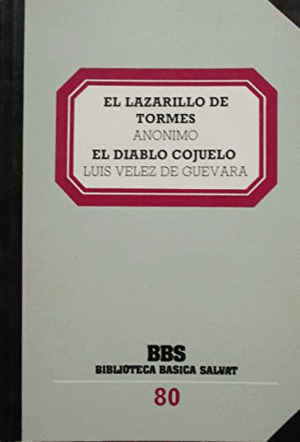 EL LAZARILLO DE
TORMES
ANONIMO
EL DIABLO COJUELO
LUIS VELEZ DE GUEVARA
BBS
BIBLIOTECA BASICA SALVAT
80